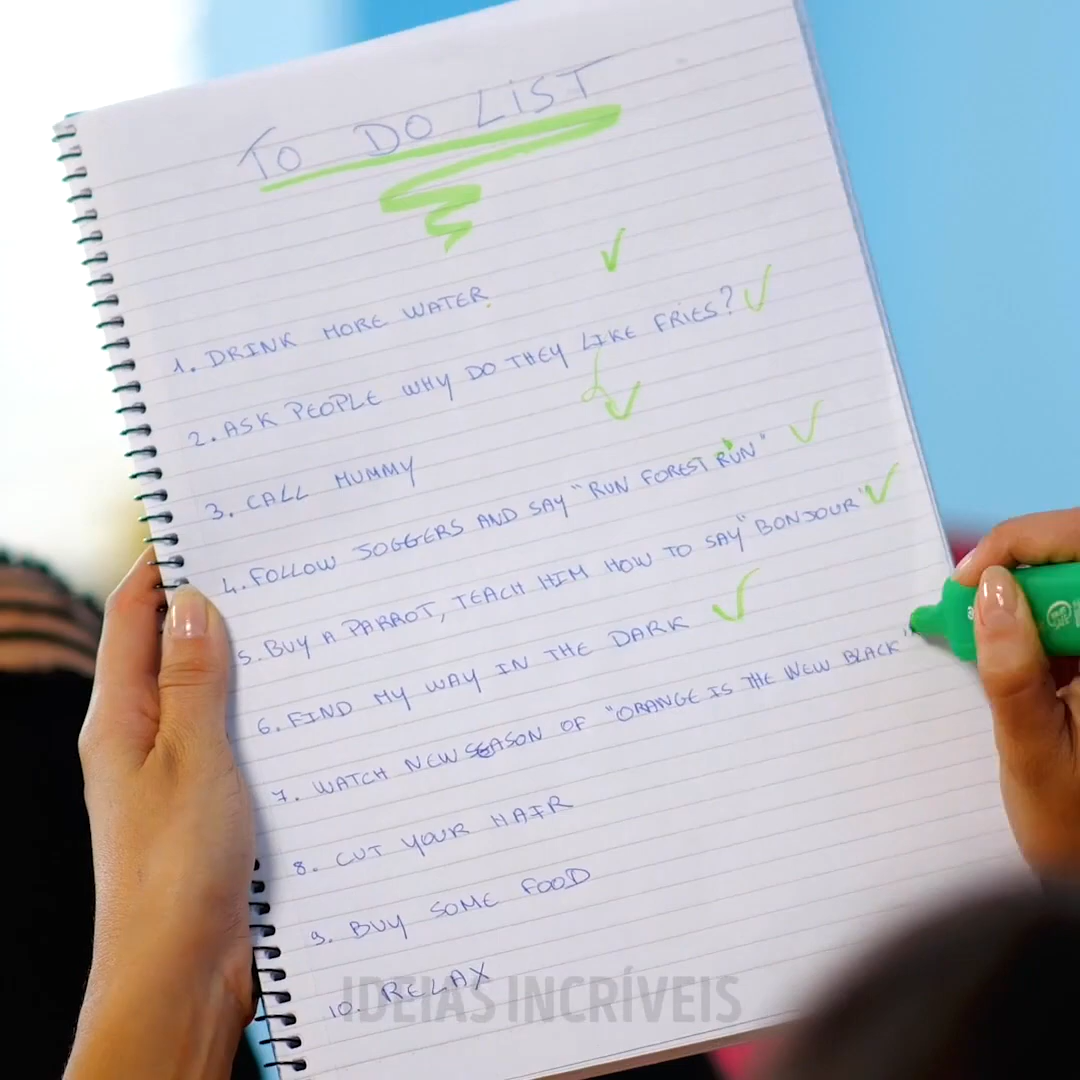 TO DO LiST
1. DRINK MORE WATER.
2. ASK PEOPLE WHY DO THEY LIKE FRIES?
3. CALL MUMMY
4. FOLLOW JOGGERS AND SAY "RUN FOREST RUN"
5. BUY A PARROT, TEACH HIM HOW TO SAY "BONJOUR"
6. FIND MY WAY IN THE DARK
7. WATCH NEW SEASON OF "ORANGE IS THE NEW BLACK"
8. CUT YOUR HAIR
9. BUY SOME FOOD
10. RELAX
IDEIAS INCRÍVEIS